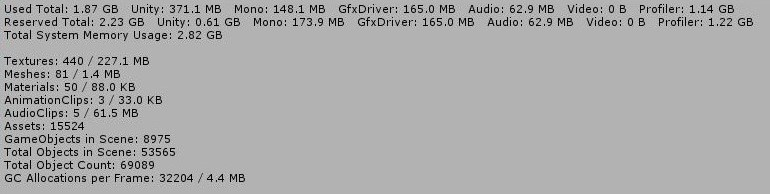 Used Total: 1.87 GB Unity: 371.1 MB Mono: 148.1 MB GfxDriver: 165.0 MB Audio: 62.9 MB Video: 0 B Profiler: 1.14 GB
Reserved Total: 2.23 GB Unity: 0.61 GB Mono: 173.9 MB GfxDriver: 165.0 MB Audio: 62.9 MB Video: 0 B Profiler: 1.22 GB
Total System Memory Usage: 2.82 GB
Textures: 440 / 227.1 MB
Meshes: 81 / 1.4 MB
Materials: 50 / 88.0 KB
AnimationClips: 3 / 33.0 KB
AudioClips: 5 / 61.5 MB
Assets: 15524
GameObjects in Scene: 8975
Total Objects in Scene: 53565
Total Object Count: 69089
GC Allocations per Frame: 32204 / 4.4 MB